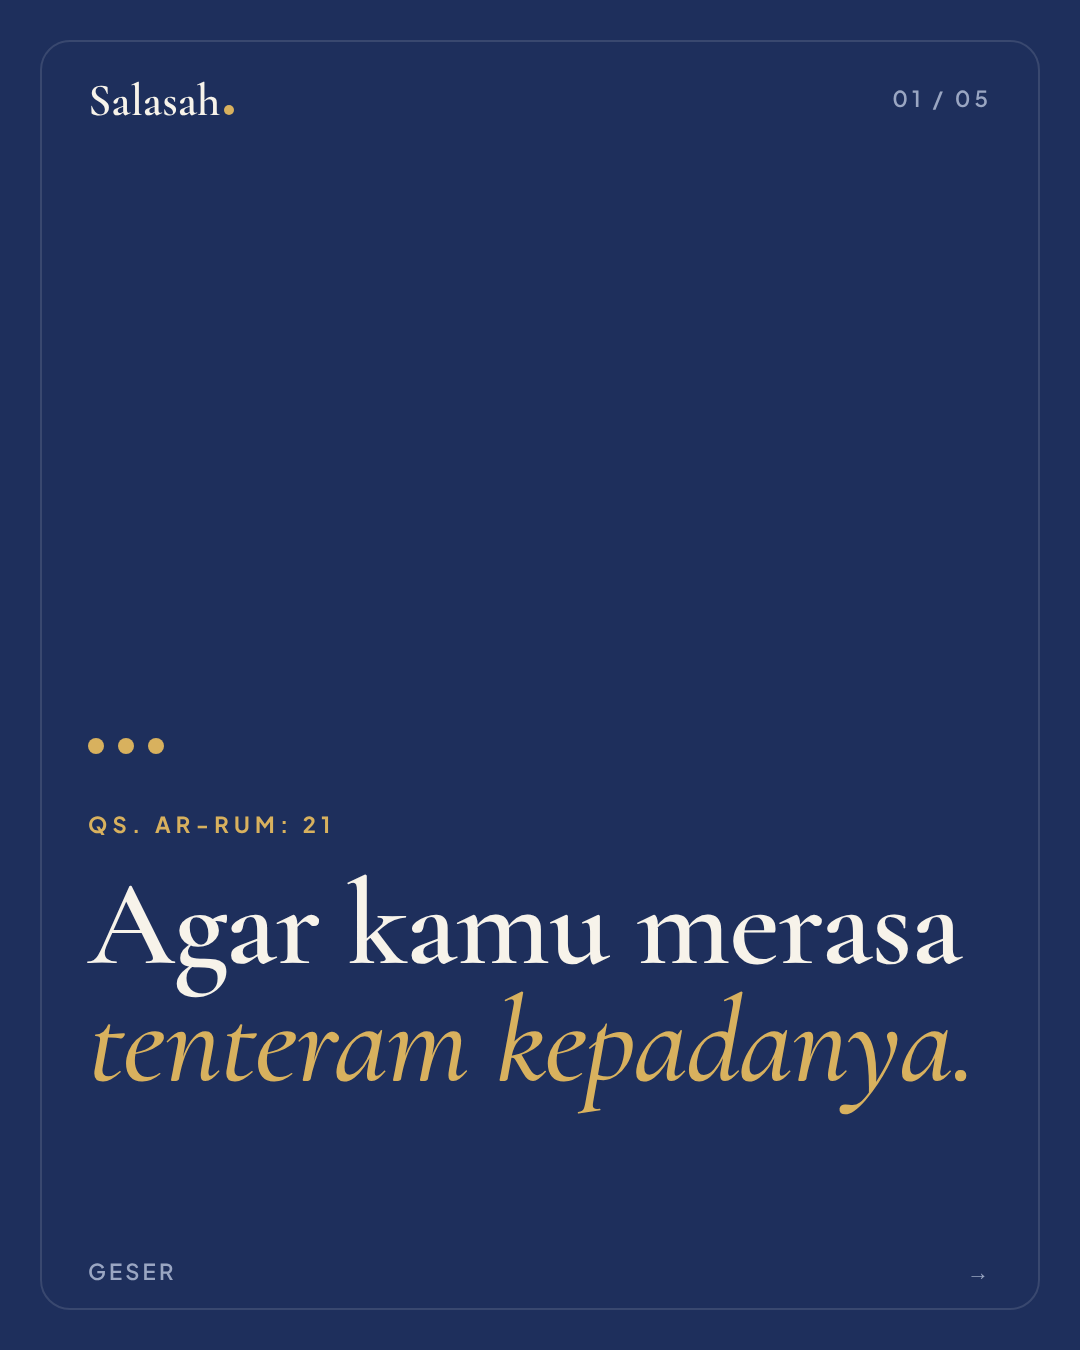 Salasah.
01 / 05
QS. AR-RUM: 21
Agar kamu merasa
tenteram kepadanya.
GESER
→